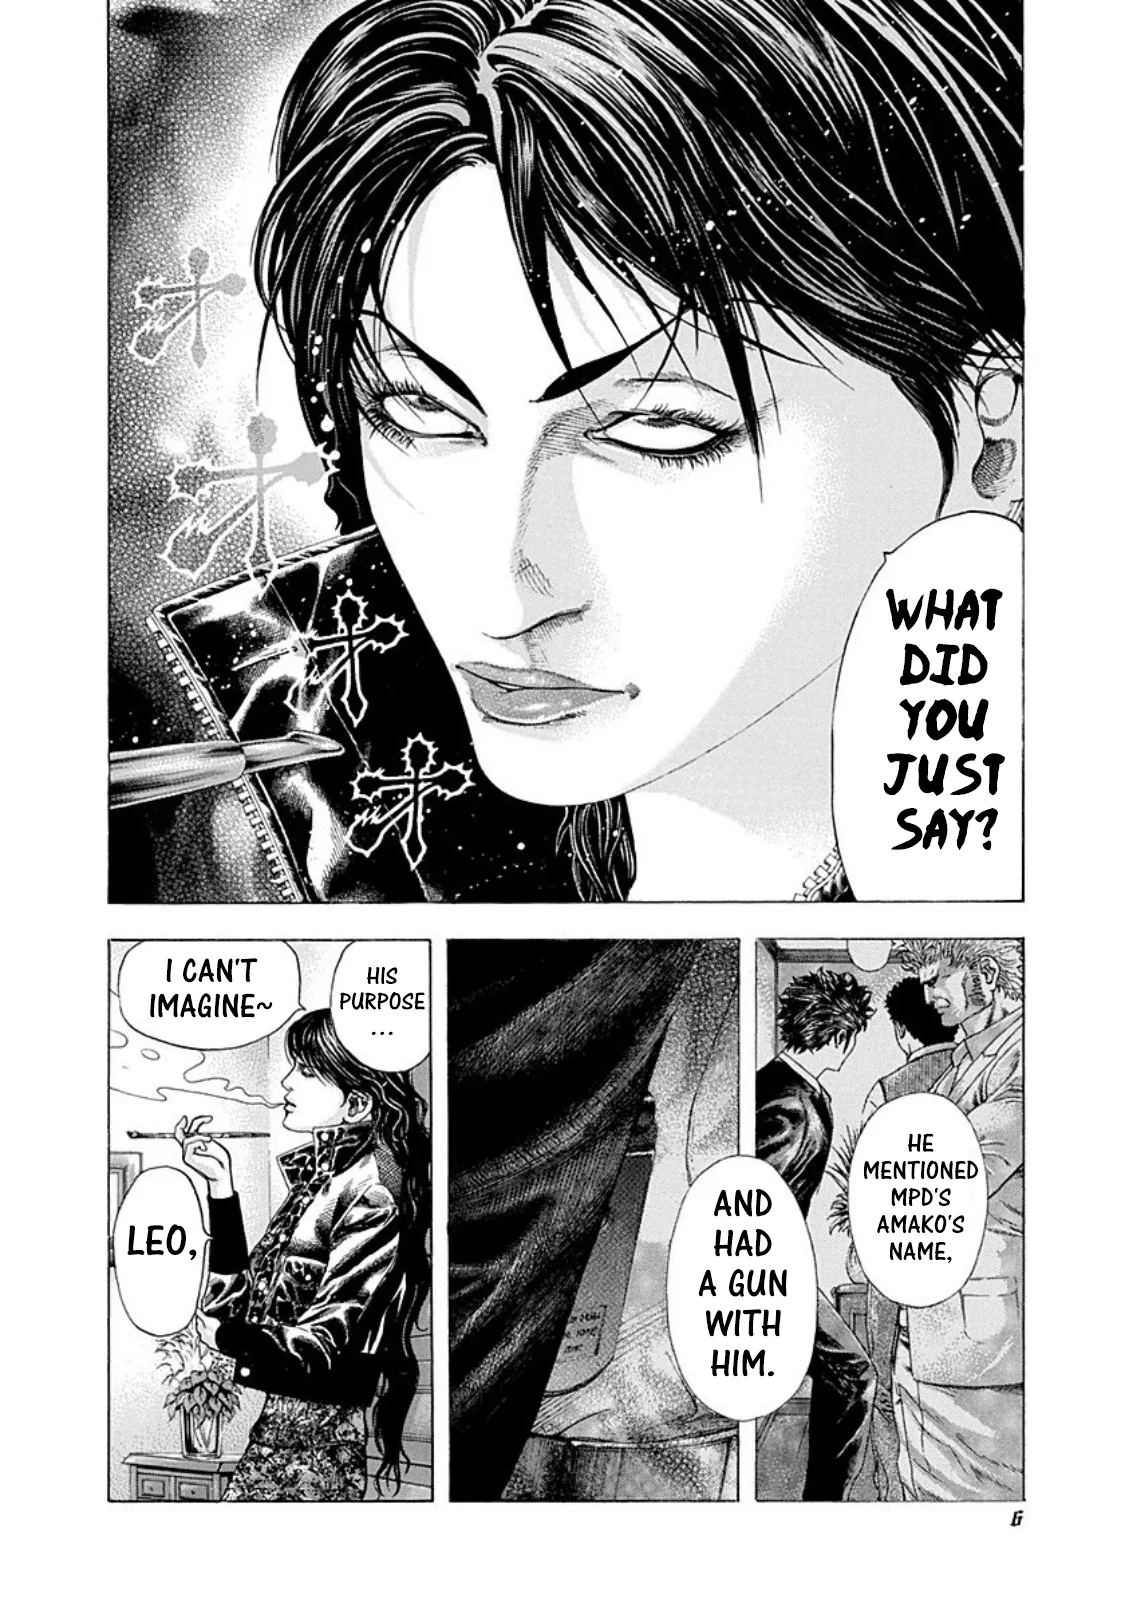 WHAT
DID
YOU
JUST
SAY?
HE
MENTIONED
MPD'S
AMAKO'S
NAME,
AND
HAD
A GUN
WITH
HIM.
HIS
PURPOSE
...
I CAN'T
IMAGINE~
LEO,
6